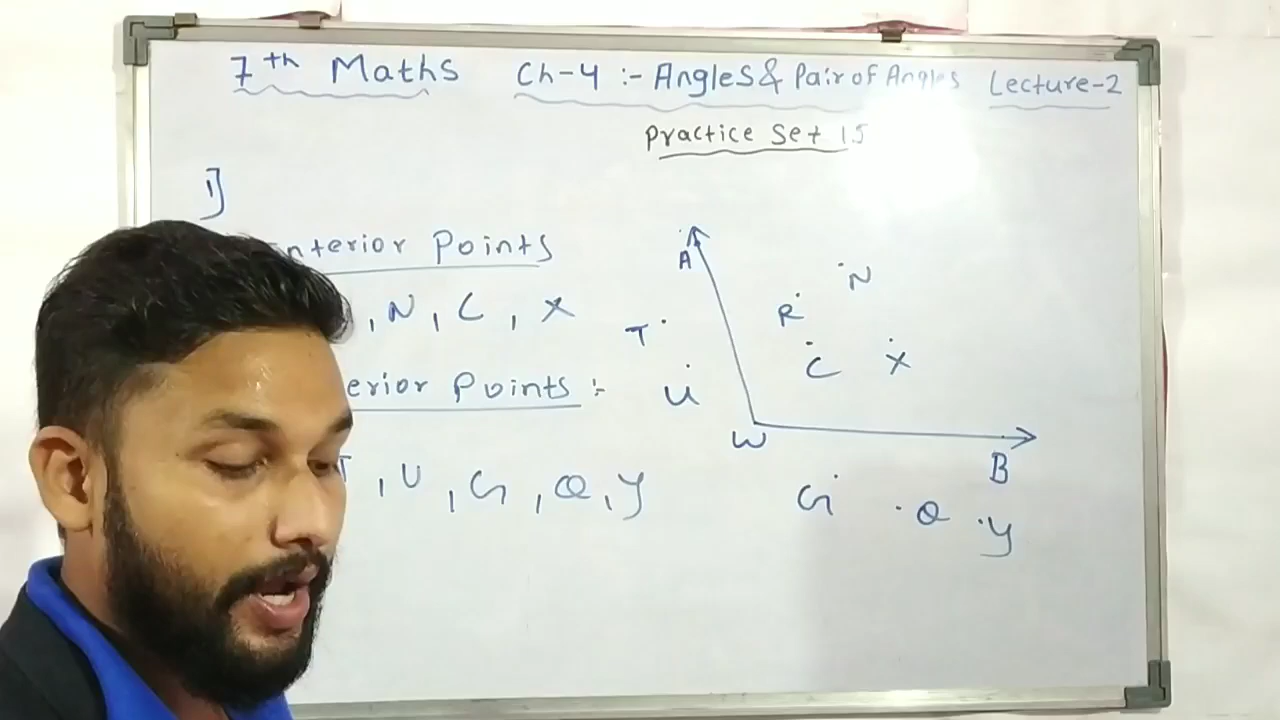 7th Maths Ch-4 :- Angles & Pair of Angles Lecture-2
Practice Set 15
1]
nterior Points
, N, C, X
erior Points :-
T, U, G, Q, Y
A
N
R
T
C
X
U
W
B
G
Q
Y